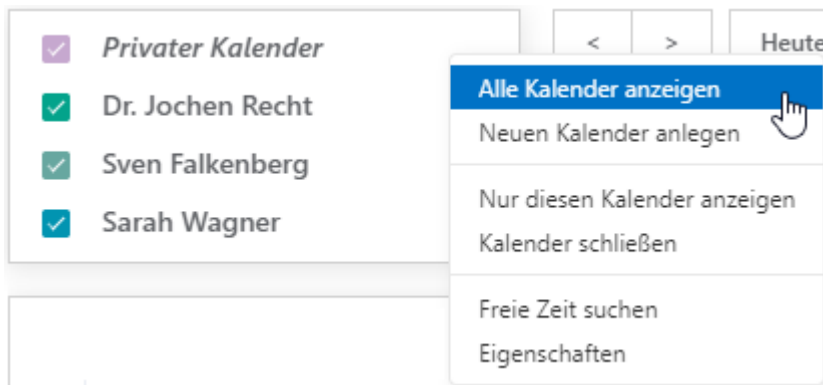 Privater Kalender
Dr. Jochen Recht
Sven Falkenberg
Sarah Wagner
< > Heute
Alle Kalender anzeigen
Neuen Kalender anlegen
Nur diesen Kalender anzeigen
Kalender schließen
Freie Zeit suchen
Eigenschaften